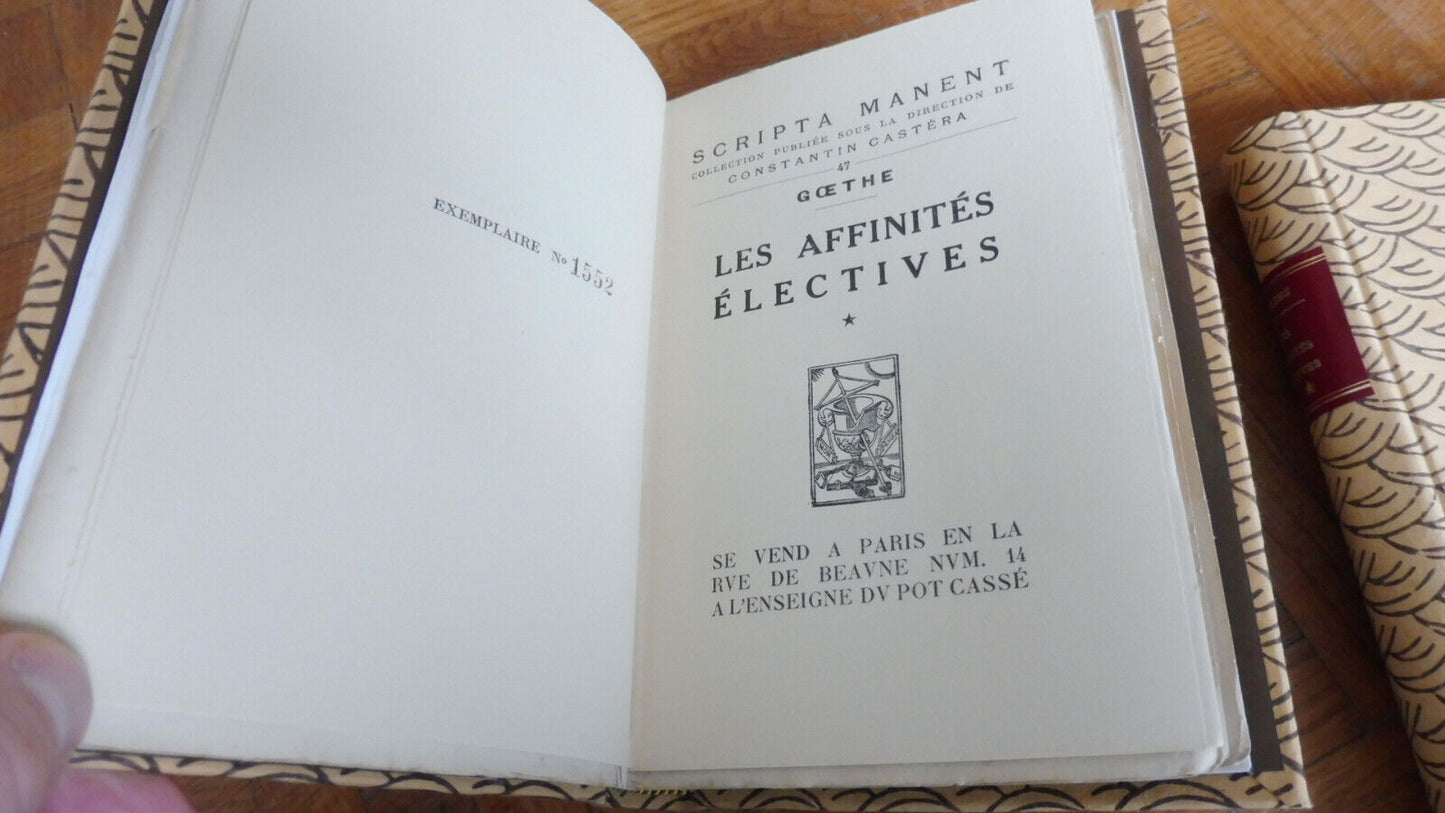 EXEMPLAIRE No 1552
SCRIPTA MANENT
COLLECTION PUBLIÉE SOUS LA DIRECTION DE
CONSTANTIN CASTÉRA
47
GŒTHE
LES AFFINITÉS
ÉLECTIVES
★
SE VEND A PARIS EN LA
RVE DE BEAVNE NVM. 14
A L'ENSEIGNE DV POT CASSÉ